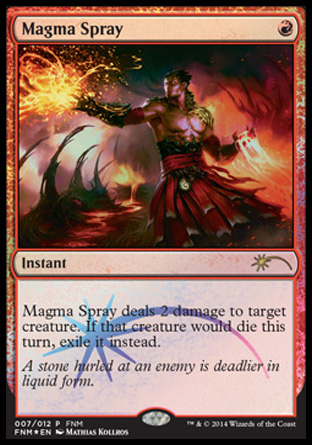 Magma Spray
Instant
Magma Spray deals 2 damage to target
creature. If that creature would die this
turn, exile it instead.
A stone hurled at an enemy is deadlier in
liquid form.
007/012 P FNM
FNM★EN Mathias Kollros
™ & © 2014 Wizards of the Coast